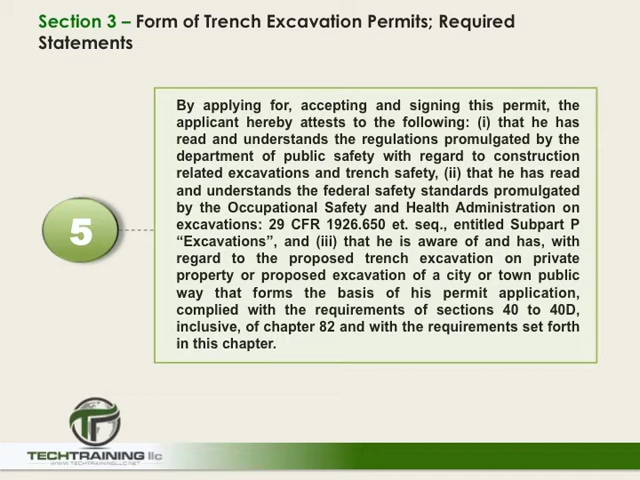 Section 3 – Form of Trench Excavation Permits; Required
Statements
By applying for, accepting and signing this permit, the
applicant hereby attests to the following: (i) that he has
read and understands the regulations promulgated by the
department of public safety with regard to construction
related excavations and trench safety, (ii) that he has read
and understands the federal safety standards promulgated
by the Occupational Safety and Health Administration on
excavations: 29 CFR 1926.650 et. seq., entitled Subpart P
“Excavations”, and (iii) that he is aware of and has, with
regard to the proposed trench excavation on private
property or proposed excavation of a city or town public
way that forms the basis of his permit application,
complied with the requirements of sections 40 to 40D,
inclusive, of chapter 82 and with the requirements set forth
in this chapter.
5
TECHTRAINING llc
WWW.TECHTRAININGLLC.NET